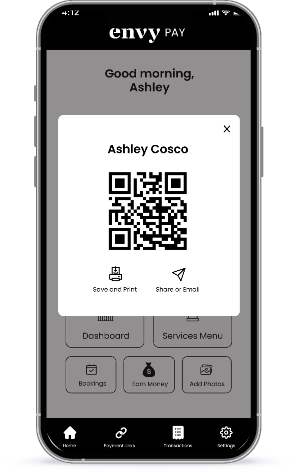 4:12
envy PAY
Good morning,
Ashley
Ashley Cosco
Save and Print
Share or Email
Dashboard
Services Menu
Bookings
Earn Money
Add Photos
Home
Payment Links
Transactions
Settings